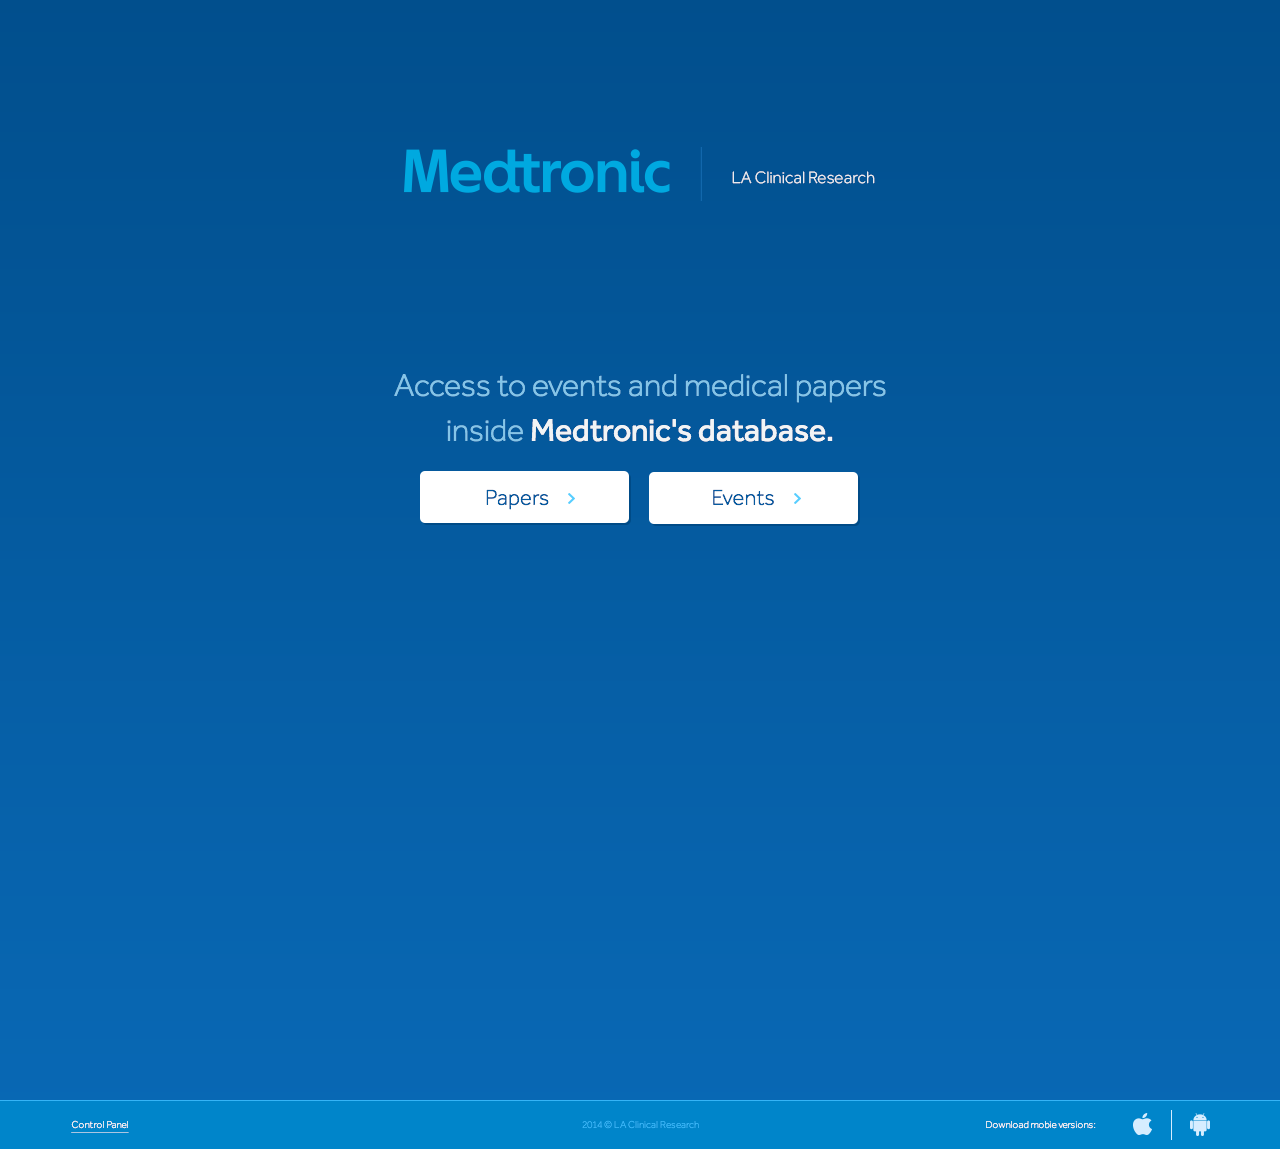 Medtronic
LA Clinical Research
Access to events and medical papers
inside Medtronic's database.
Papers
Events
Control Panel
2014 © LA Clinical Research
Download mobie versions: